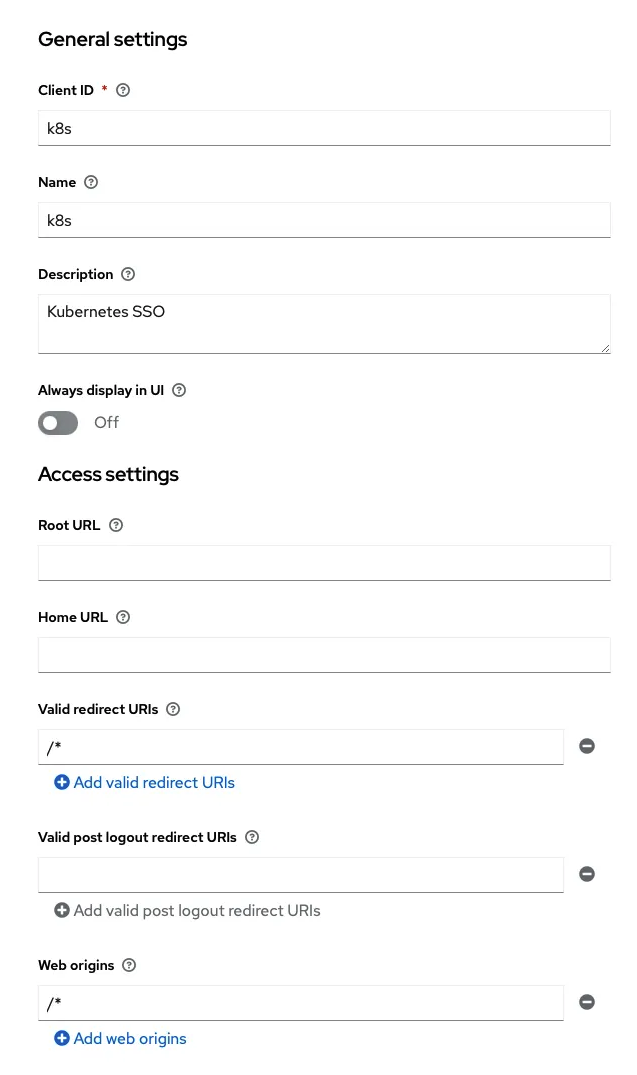 General settings
Client ID *
k8s
Name
k8s
Description
Kubernetes SSO
Always display in UI
Off
Access settings
Root URL
Home URL
Valid redirect URIs
/*
Add valid redirect URIs
Valid post logout redirect URIs
Add valid post logout redirect URIs
Web origins
/*
Add web origins